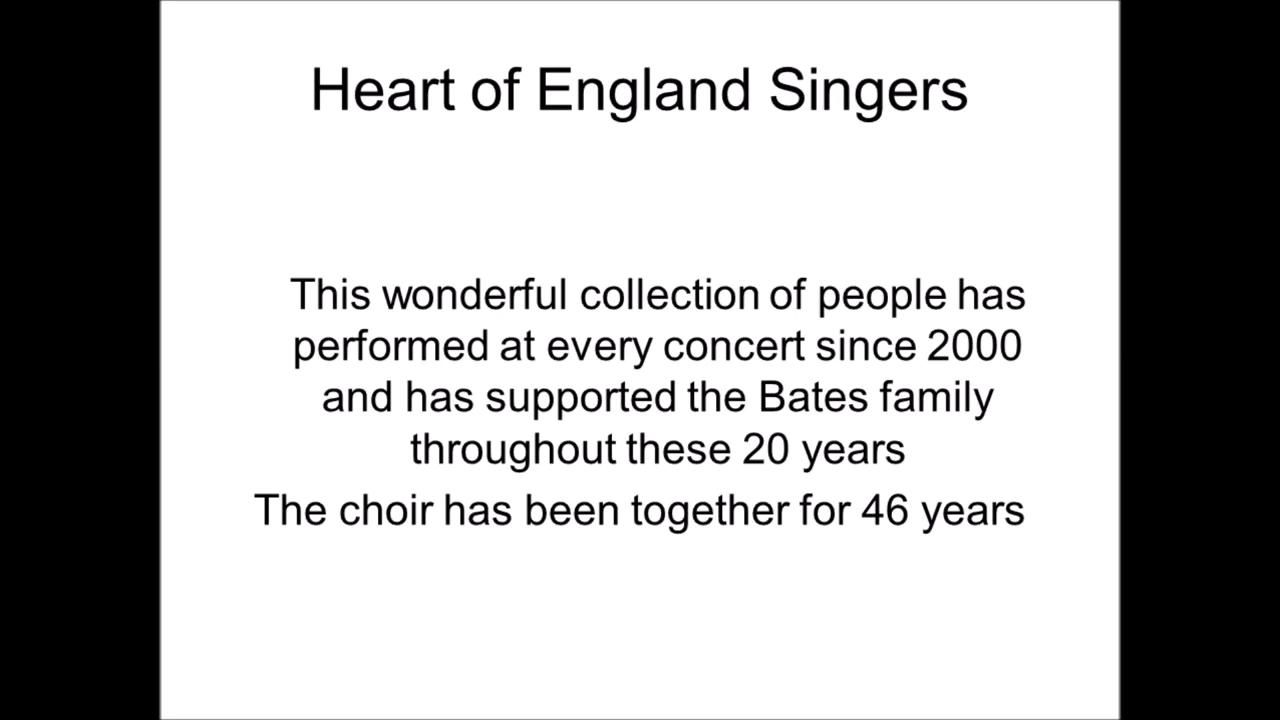 Heart of England Singers
This wonderful collection of people has
performed at every concert since 2000
and has supported the Bates family
throughout these 20 years
The choir has been together for 46 years